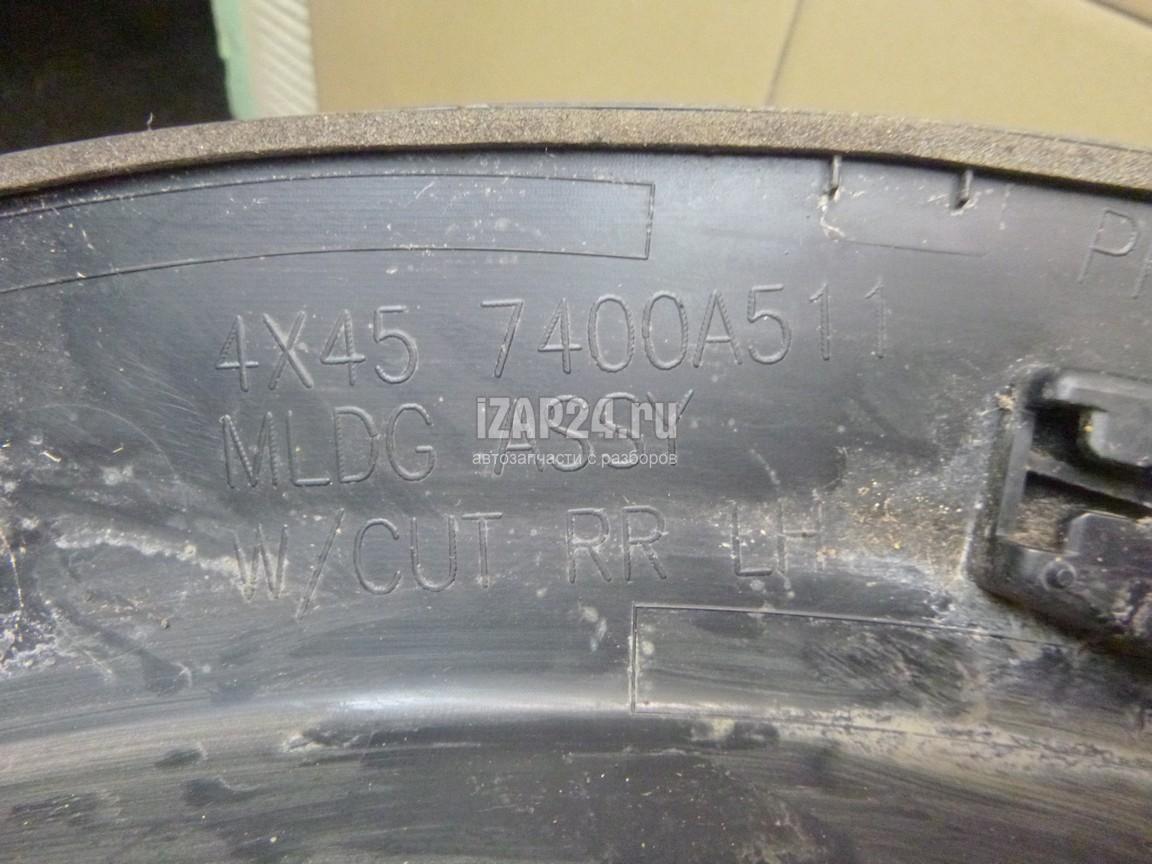 4X45 7400A511
MLDG ASSY
W/CUT RR LH
iZAP24.ru
автозапчасти с разборов